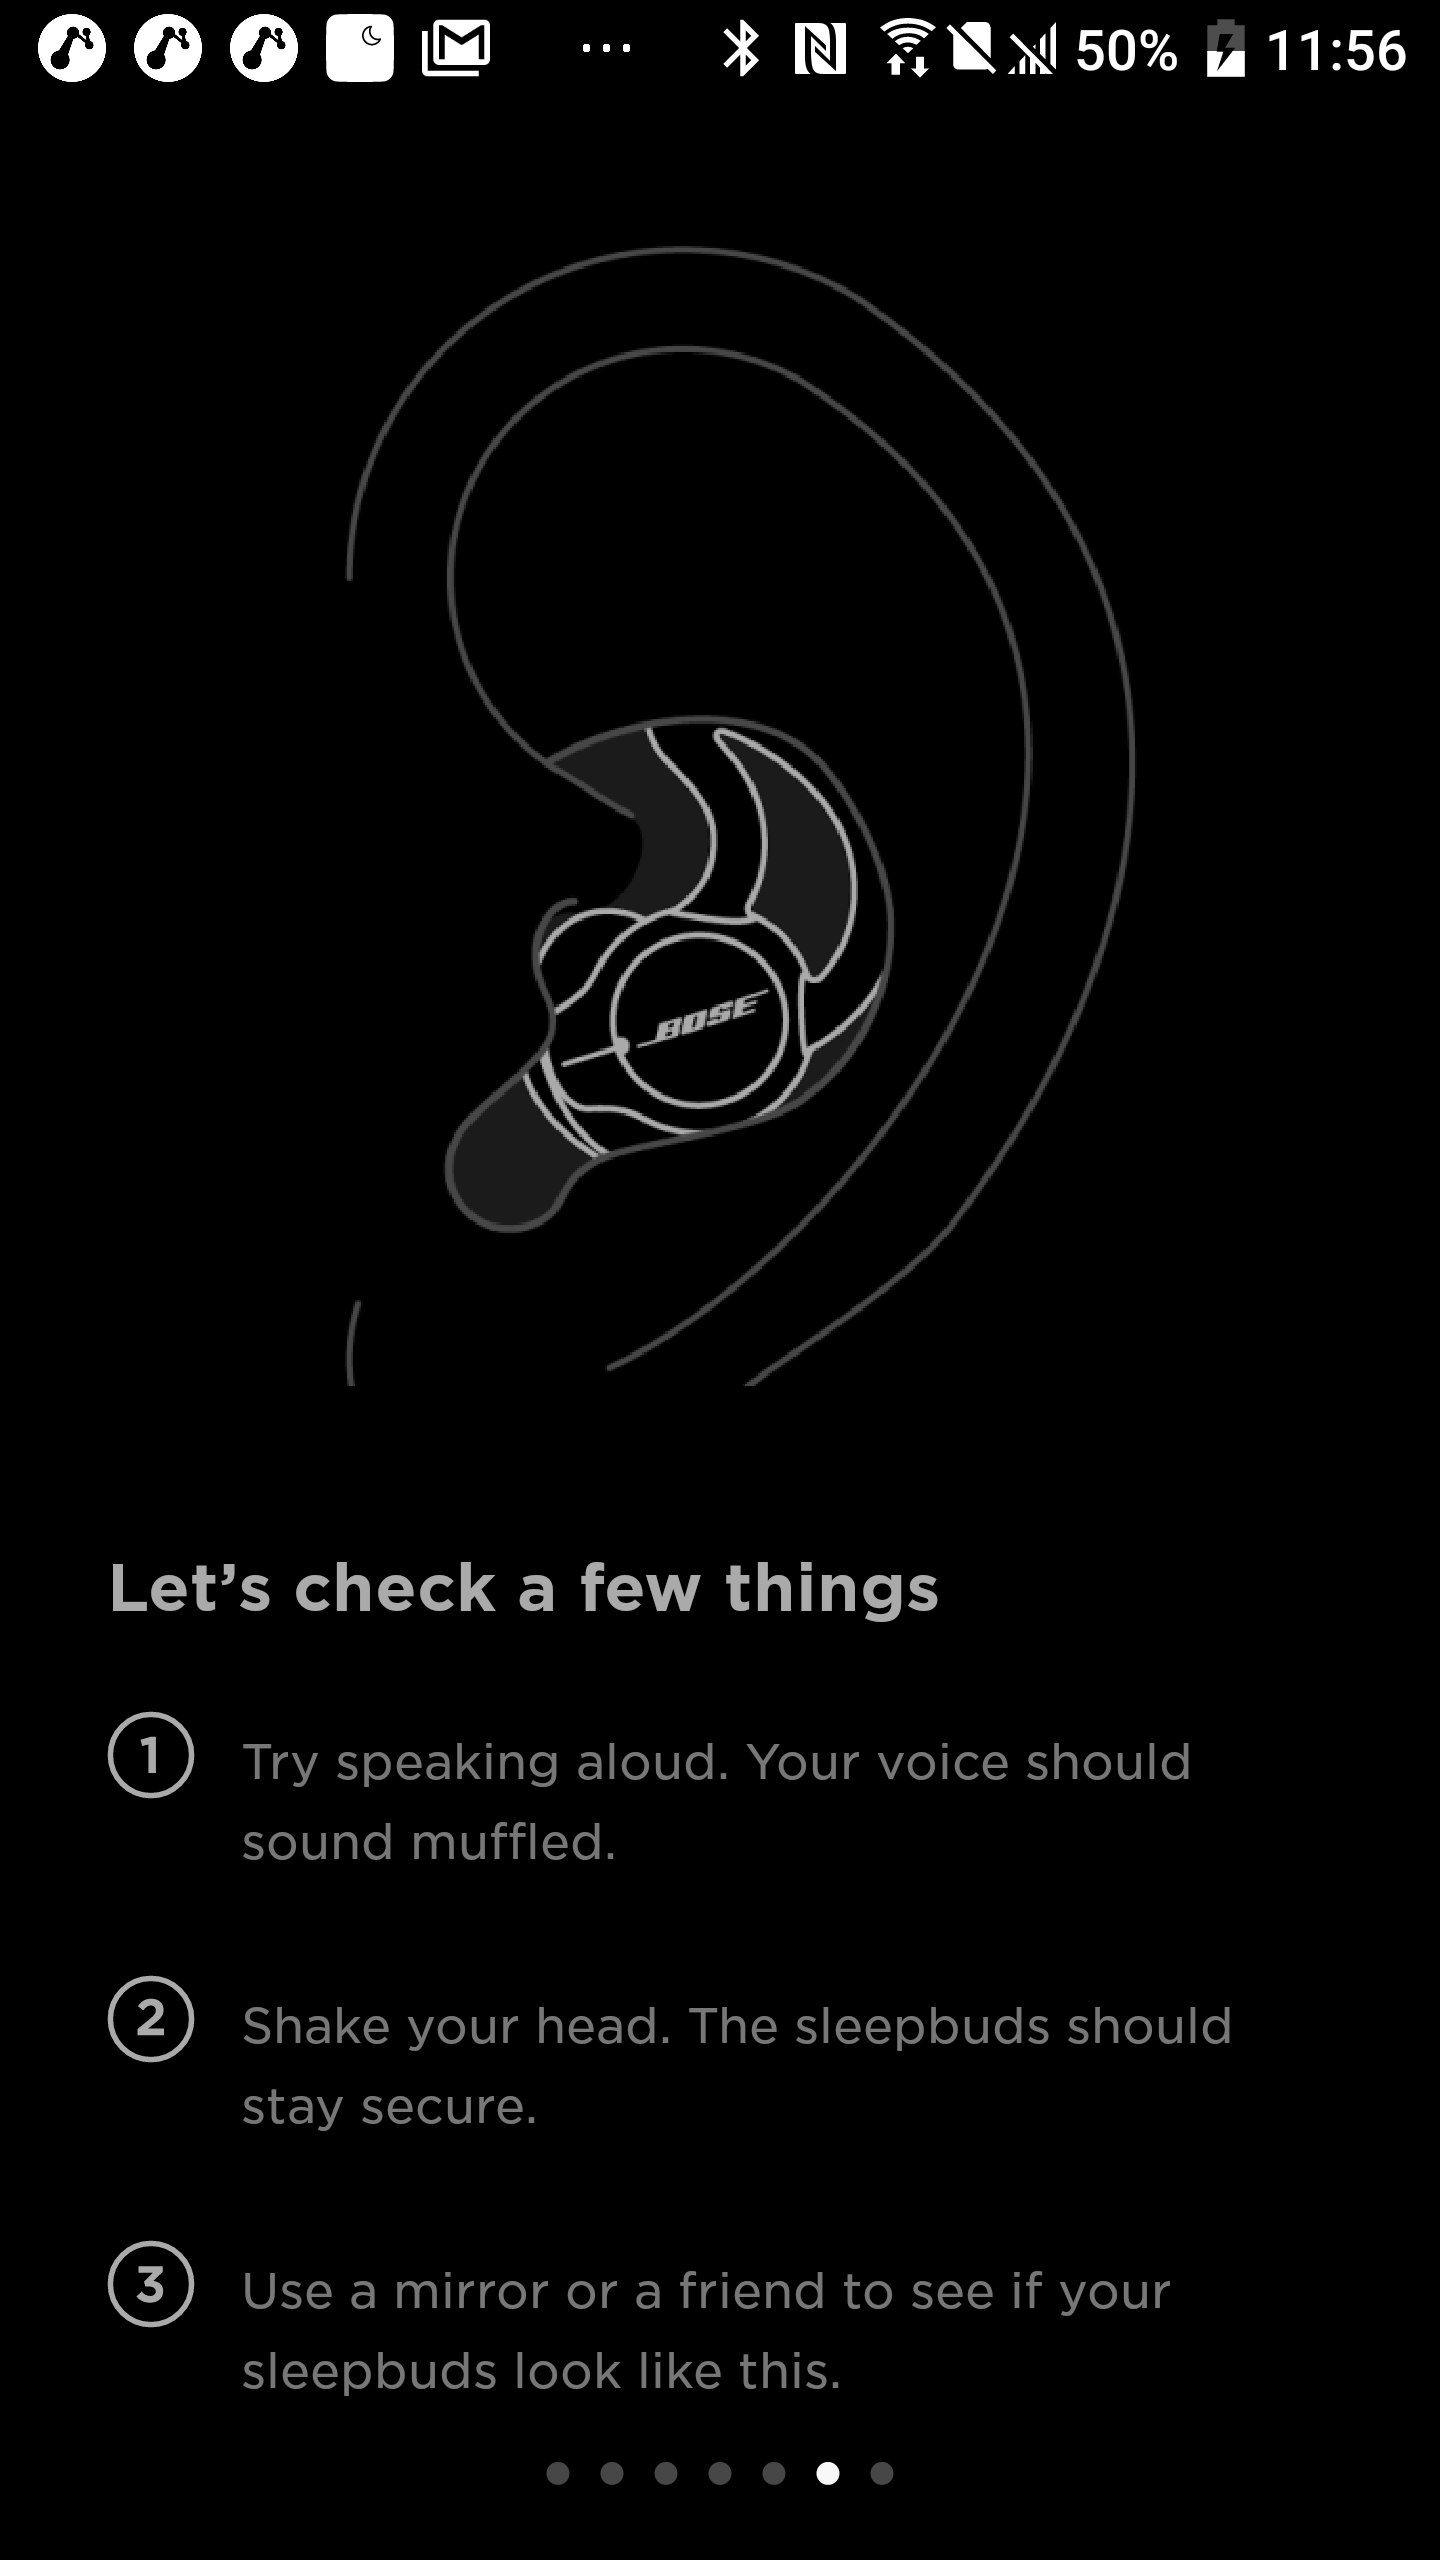 50% 11:56
BOSE
Let’s check a few things
1 Try speaking aloud. Your voice should
sound muffled.
2 Shake your head. The sleepbuds should
stay secure.
3 Use a mirror or a friend to see if your
sleepbuds look like this.